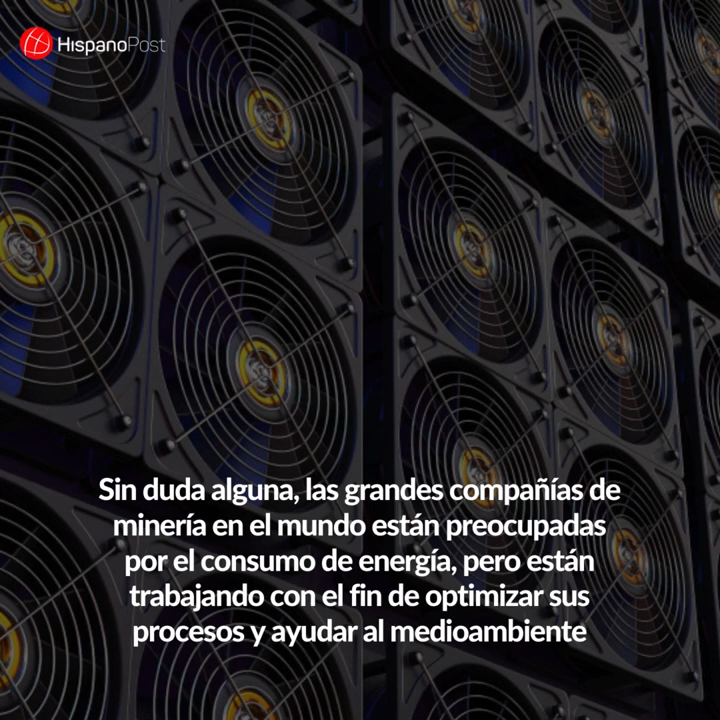 HispanoPost
Sin duda alguna, las grandes compañías de
minería en el mundo están preocupadas
por el consumo de energía, pero están
trabajando con el fin de optimizar sus
procesos y ayudar al medioambiente